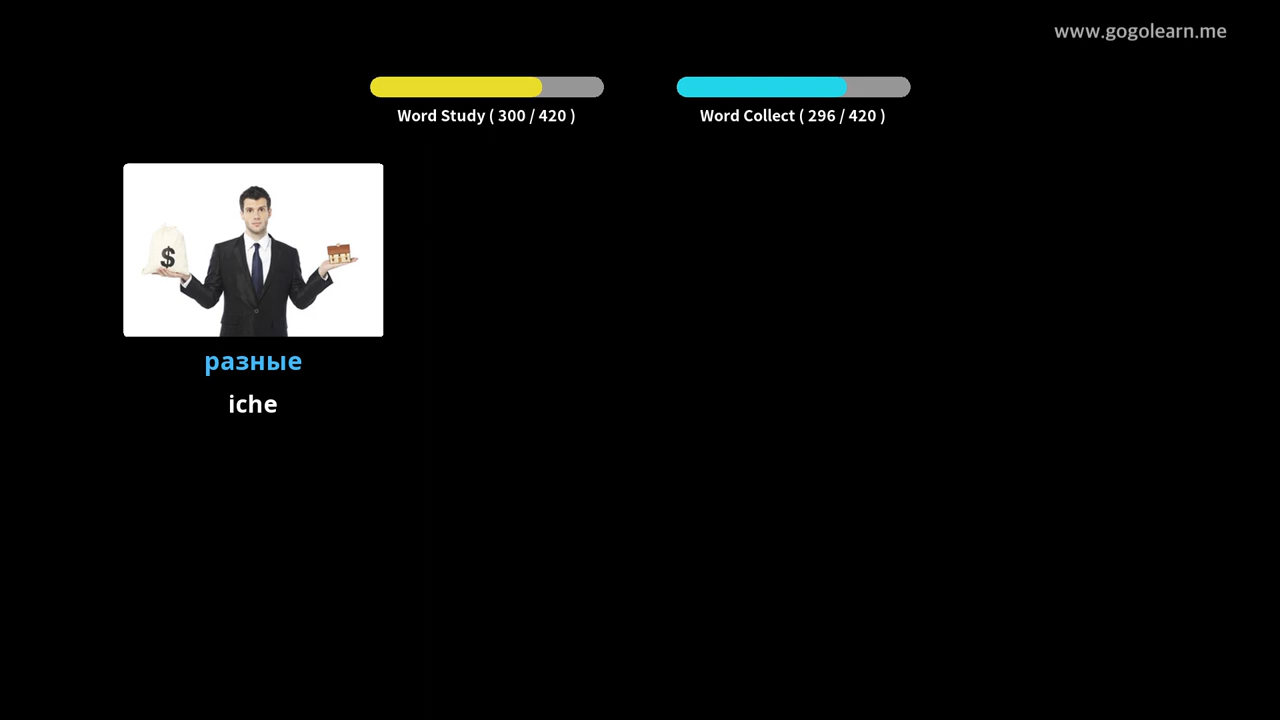 www.gogolearn.me
Word Study ( 300 / 420 )
Word Collect ( 296 / 420 )
$
разные
iche